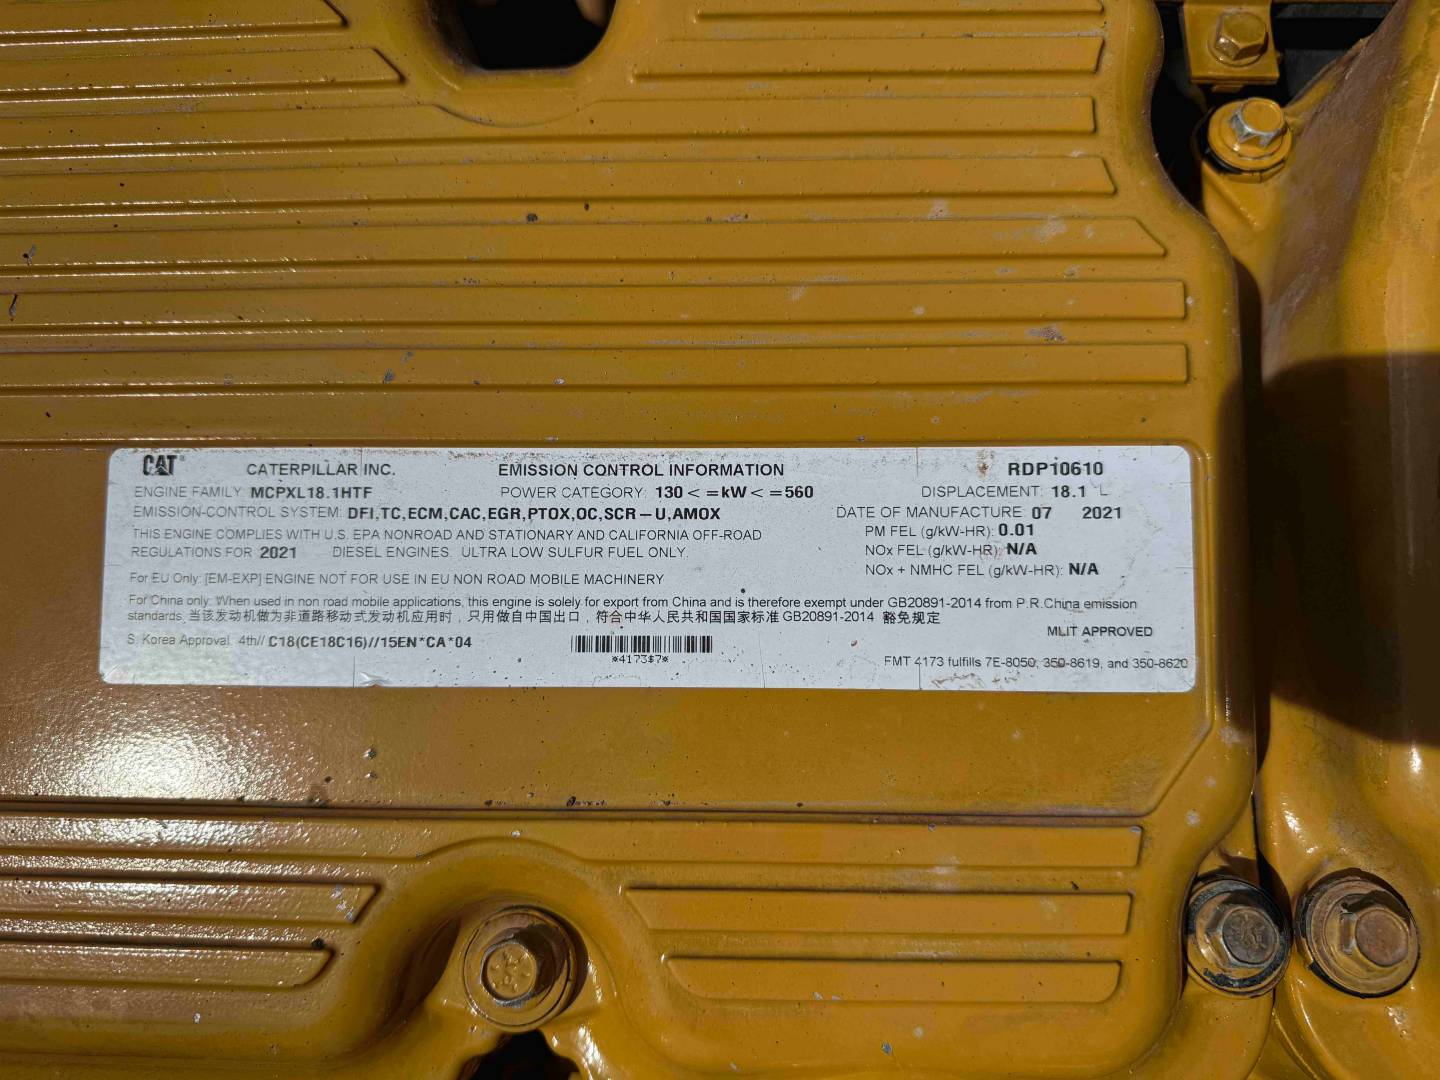 CAT® CATERPILLAR INC. EMISSION CONTROL INFORMATION RDP10610
ENGINE FAMILY: MCPXL18.1HTF POWER CATEGORY: 130<=kW<=560 DISPLACEMENT: 18.1 L
EMISSION-CONTROL SYSTEM: DFI,TC,ECM,CAC,EGR,PTOX,OC,SCR-U,AMOX DATE OF MANUFACTURE: 07 2021
THIS ENGINE COMPLIES WITH U.S. EPA NONROAD AND STATIONARY AND CALIFORNIA OFF-ROAD PM FEL (g/kW-HR): 0.01
REGULATIONS FOR 2021 DIESEL ENGINES. ULTRA LOW SULFUR FUEL ONLY. NOx FEL (g/kW-HR): N/A
NOx + NMHC FEL (g/kW-HR): N/A
For EU Only: [EM-EXP] ENGINE NOT FOR USE IN EU NON ROAD MOBILE MACHINERY
For China only: When used in non road mobile applications, this engine is solely for export from China and is therefore exempt under GB20891-2014 from P.R.China emission
standards. 当该发动机做为非道路移动式发动机应用时，只用做自中国出口，符合中华人民共和国国家标准 GB20891-2014 豁免规定
MLIT APPROVED
S. Korea Approval: 4th// C18(CE18C16)//15EN*CA*04
*4173$7*
FMT 4173 fulfills 7E-8050, 350-8619, and 350-8620